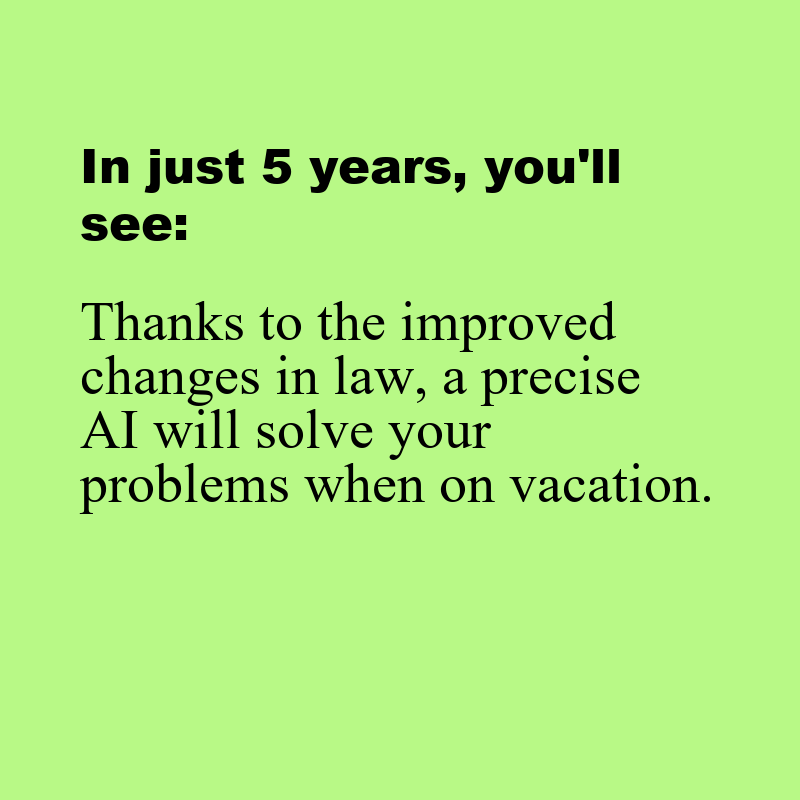 In just 5 years, you'll
see:
Thanks to the improved
changes in law, a precise
AI will solve your
problems when on vacation.